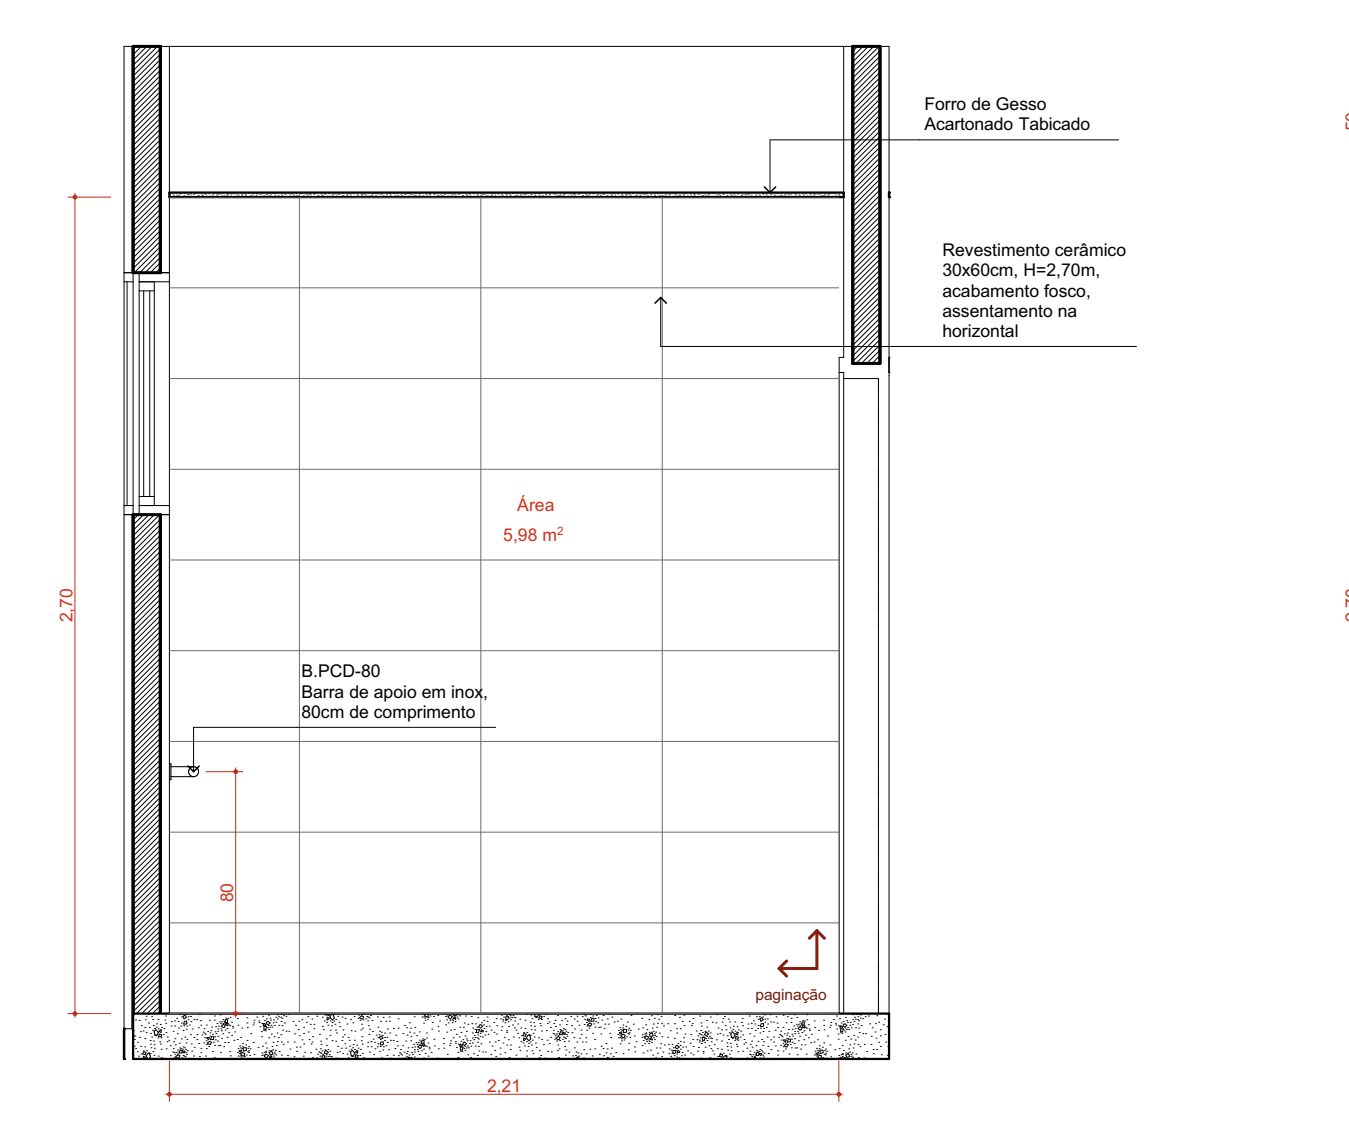 Forro de Gesso
Acartonado Tabicado
Revestimento cerâmico
30x60cm, H=2,70m,
acabamento fosco,
assentamento na
horizontal
Área
5,98 m²
2,70
B.PCD-80
Barra de apoio em inox,
80cm de comprimento
80
paginação
2,21